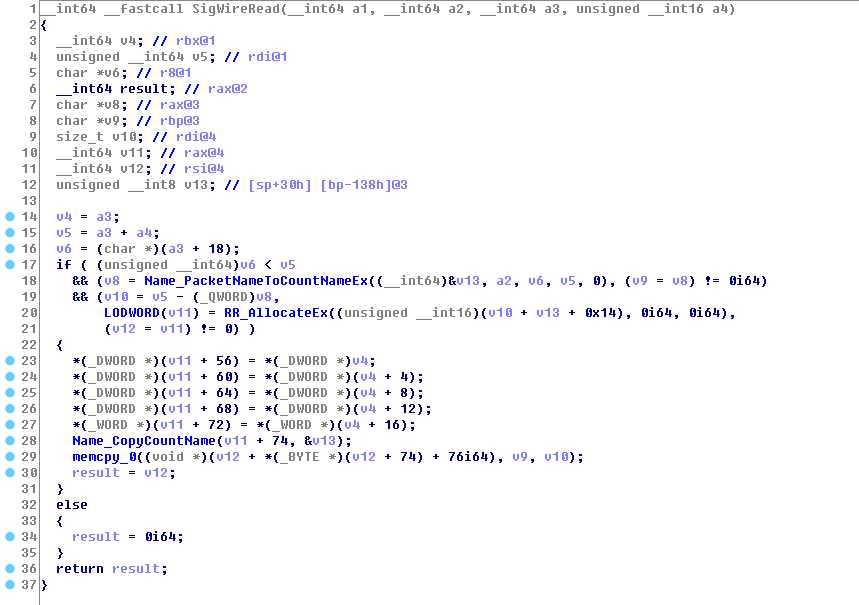 1 __int64 __fastcall SigWireRead(__int64 a1, __int64 a2, __int64 a3, unsigned __int16 a4)
2 {
3   __int64 v4; // rbx@1
4   unsigned __int64 v5; // rdi@1
5   char *v6; // r8@1
6   __int64 result; // rax@2
7   char *v8; // rax@3
8   char *v9; // rbp@3
9   size_t v10; // rdi@4
10   __int64 v11; // rax@4
11   __int64 v12; // rsi@4
12   unsigned __int8 v13; // [sp+30h] [bp-138h]@3
13
14   v4 = a3;
15   v5 = a3 + a4;
16   v6 = (char *)(a3 + 18);
17   if ( (unsigned __int64)v6 < v5
18     && (v8 = Name_PacketNameToCountNameEx((__int64)&v13, a2, v6, v5, 0), (v9 = v8) != 0i64)
19     && (v10 = v5 - (_QWORD)v8,
20         LODWORD(v11) = RR_AllocateEx((unsigned __int16)(v10 + v13 + 0x14), 0i64, 0i64),
21         (v12 = v11) != 0) )
22   {
23     *(_DWORD *)(v11 + 56) = *(_DWORD *)v4;
24     *(_DWORD *)(v11 + 60) = *(_DWORD *)(v4 + 4);
25     *(_DWORD *)(v11 + 64) = *(_DWORD *)(v4 + 8);
26     *(_DWORD *)(v11 + 68) = *(_DWORD *)(v4 + 12);
27     *(_WORD *)(v11 + 72) = *(_WORD *)(v4 + 16);
28     Name_CopyCountName(v11 + 74, &v13);
29     memcpy_0((void *)(v12 + *(_BYTE *)(v12 + 74) + 76i64), v9, v10);
30     result = v12;
31   }
32   else
33   {
34     result = 0i64;
35   }
36   return result;
37 }